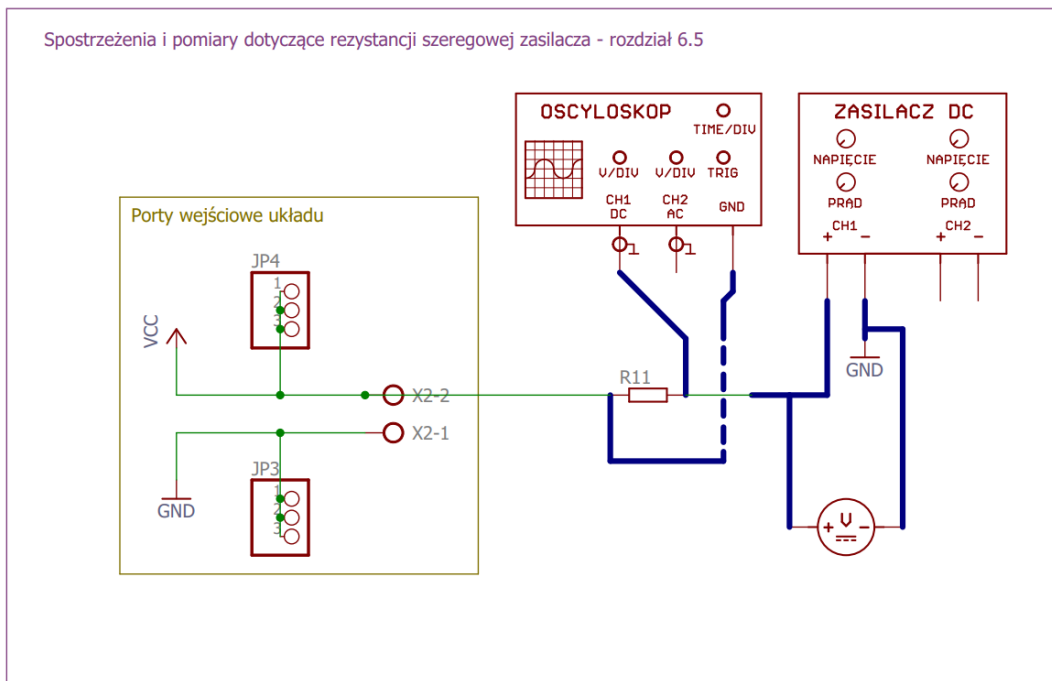 Spostrzeżenia i pomiary dotyczące rezystancji szeregowej zasilacza - rozdział 6.5
OSCYLOSKOP
TIME/DIV
V/DIV V/DIV TRIG
CH1 CH2 GND
DC AC
1 1
ZASILACZ DC
NAPIĘCIE NAPIĘCIE
PRĄD PRĄD
CH1 CH2
+ - + -
GND
Porty wejściowe układu
JP4
1
2
3
VCC
X2-2
X2-1
R11
JP3
1
2
3
GND
+ V -